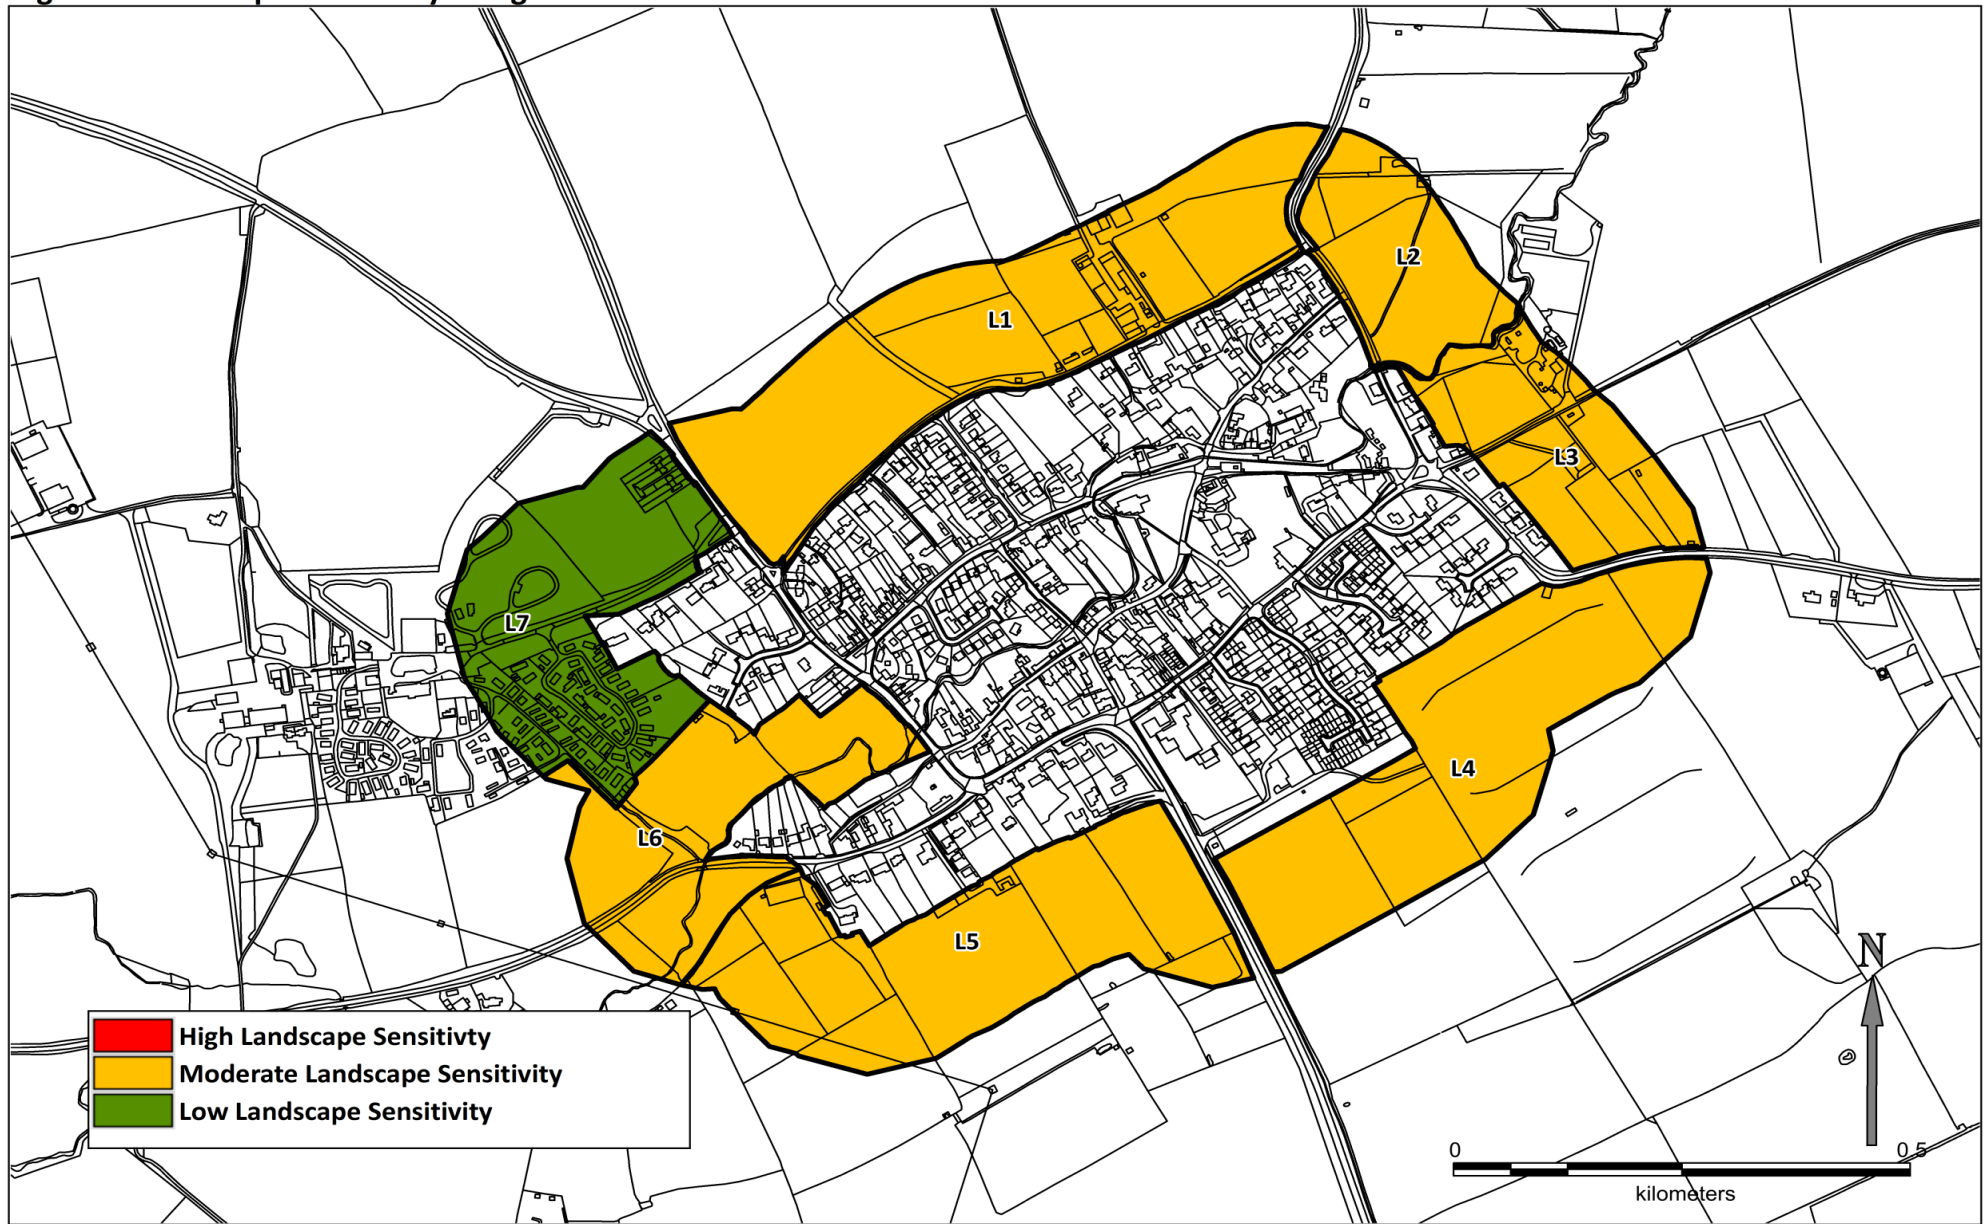 L1
L2
L3
L7
L4
L6
L5
N
High Landscape Sensitivty
Moderate Landscape Sensitivity
Low Landscape Sensitivity
0 0 5
kilometers